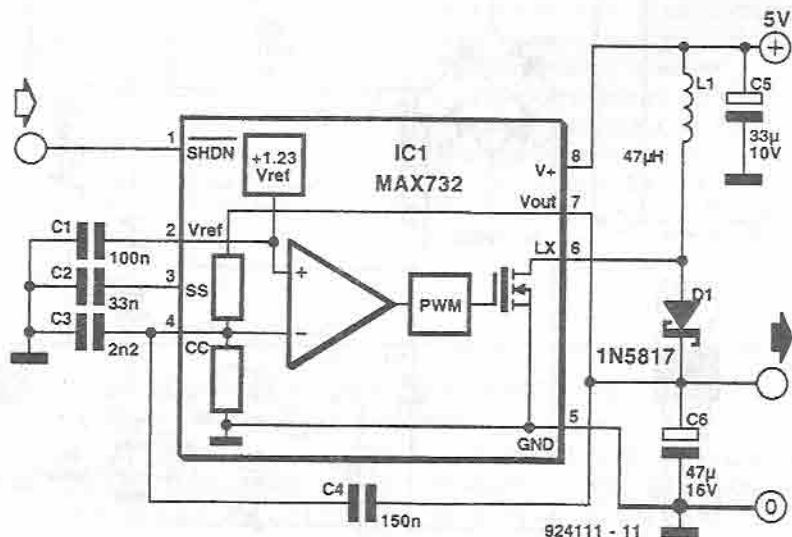 5V
+
L1
C5
33µ
10V
47µH
1
SHDN
+1.23
Vref
IC1
MAX732
V+
8
Vout
7
C1
100n
2
Vref
LX
6
C2
33n
3
SS
+
PWM
C3
2n2
4
CC
−
D1
1N5817
5
GND
C6
47µ
16V
C4
150n
0
924111 - 11